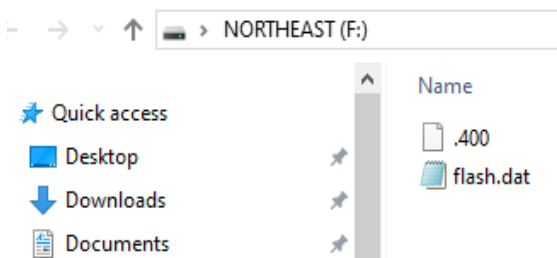 NORTHEAST (F:)
Name
Quick access
Desktop
Downloads
Documents
.400
flash.dat